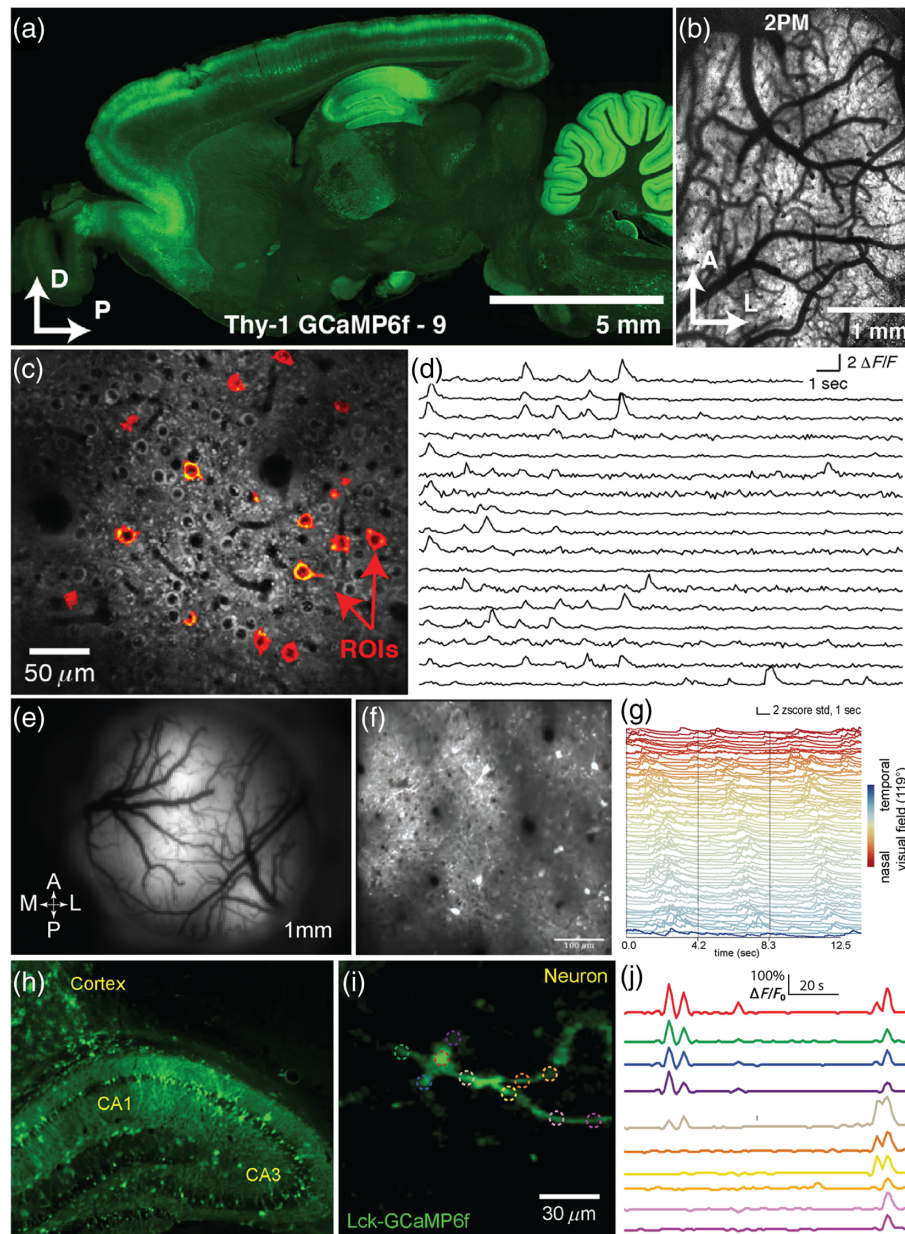 (a)
D
P
Thy-1 GCaMP6f - 9
5 mm
(b)
2PM
A
L
1 mm
(c)
50 μm
ROIs
(d)
2 ΔF/F
1 sec
(e)
A
M L
P
1mm
(f)
100 μm
(g)
2 zscore std, 1 sec
temporal
nasal
visual field (119°)
0.0 4.2 8.3 12.5
time (sec)
(h)
Cortex
CA1
CA3
(i)
Neuron
Lck-GCaMP6f
30 μm
(j)
100%
ΔF/F₀
20 s